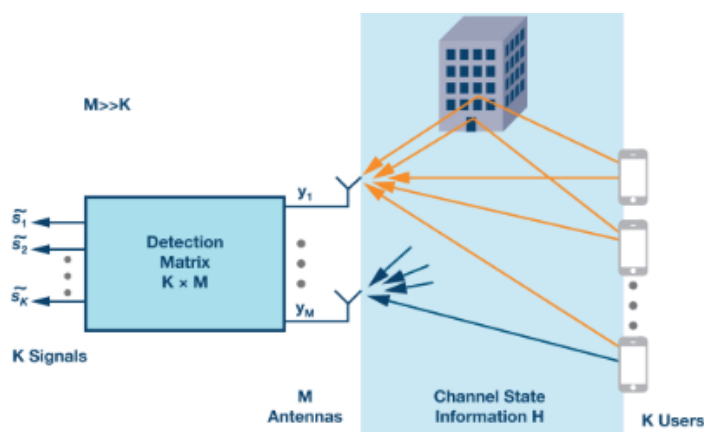 M>>K
y₁
s̃₁
s̃₂
s̃K
Detection
Matrix
K × M
yM
K Signals
M
Antennas
Channel State
Information H
K Users